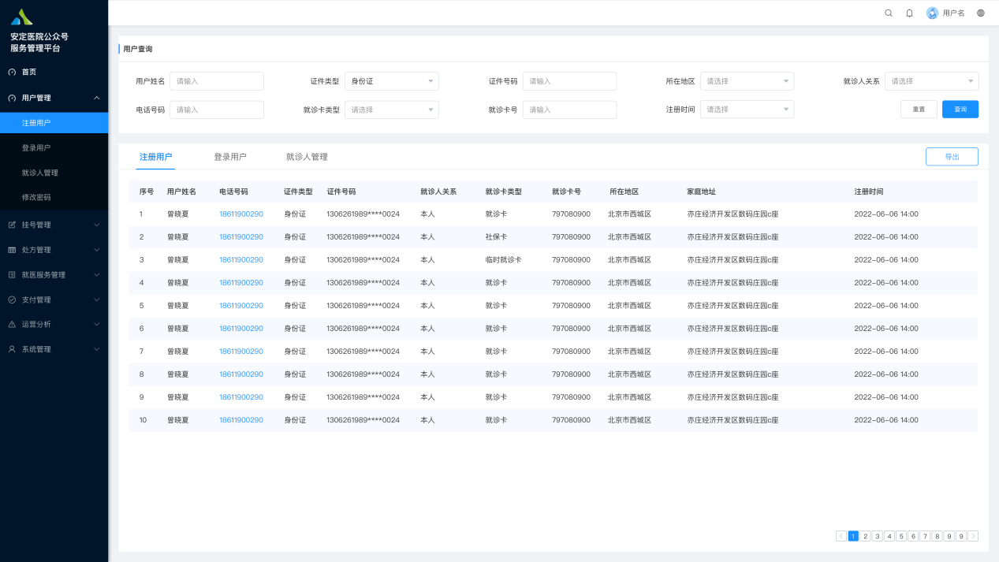 用户名
安定医院公众号
服务管理平台
首页
用户管理
注册用户
登录用户
就诊人管理
修改密码
挂号管理
处方管理
就医服务管理
支付管理
运营分析
系统管理
用户查询
用户姓名 请输入 证件类型 身份证 证件号码 请输入 所在地区 请选择 就诊人关系 请选择
电话号码 请输入 就诊卡类型 请选择 就诊卡号 请输入 注册时间 请选择 重置 查询
注册用户 登录用户 就诊人管理 导出
序号 用户姓名 电话号码 证件类型 证件号码 就诊人关系 就诊卡类型 就诊卡号 所在地区 家庭地址 注册时间
1 曾晓夏 18611900290 身份证 1306261989****0024 本人 就诊卡 797080900 北京市西城区 亦庄经济开发区数码庄园c座 2022-06-06 14:00
2 曾晓夏 18611900290 身份证 1306261989****0024 本人 社保卡 797080900 北京市西城区 亦庄经济开发区数码庄园c座 2022-06-06 14:00
3 曾晓夏 18611900290 身份证 1306261989****0024 本人 临时就诊卡 797080900 北京市西城区 亦庄经济开发区数码庄园c座 2022-06-06 14:00
4 曾晓夏 18611900290 身份证 1306261989****0024 本人 就诊卡 797080900 北京市西城区 亦庄经济开发区数码庄园c座 2022-06-06 14:00
5 曾晓夏 18611900290 身份证 1306261989****0024 本人 就诊卡 797080900 北京市西城区 亦庄经济开发区数码庄园c座 2022-06-06 14:00
6 曾晓夏 18611900290 身份证 1306261989****0024 本人 就诊卡 797080900 北京市西城区 亦庄经济开发区数码庄园c座 2022-06-06 14:00
7 曾晓夏 18611900290 身份证 1306261989****0024 本人 就诊卡 797080900 北京市西城区 亦庄经济开发区数码庄园c座 2022-06-06 14:00
8 曾晓夏 18611900290 身份证 1306261989****0024 本人 就诊卡 797080900 北京市西城区 亦庄经济开发区数码庄园c座 2022-06-06 14:00
9 曾晓夏 18611900290 身份证 1306261989****0024 本人 就诊卡 797080900 北京市西城区 亦庄经济开发区数码庄园c座 2022-06-06 14:00
10 曾晓夏 18611900290 身份证 1306261989****0024 本人 就诊卡 797080900 北京市西城区 亦庄经济开发区数码庄园c座 2022-06-06 14:00
1 2 3 4 5 6 7 8 9 9